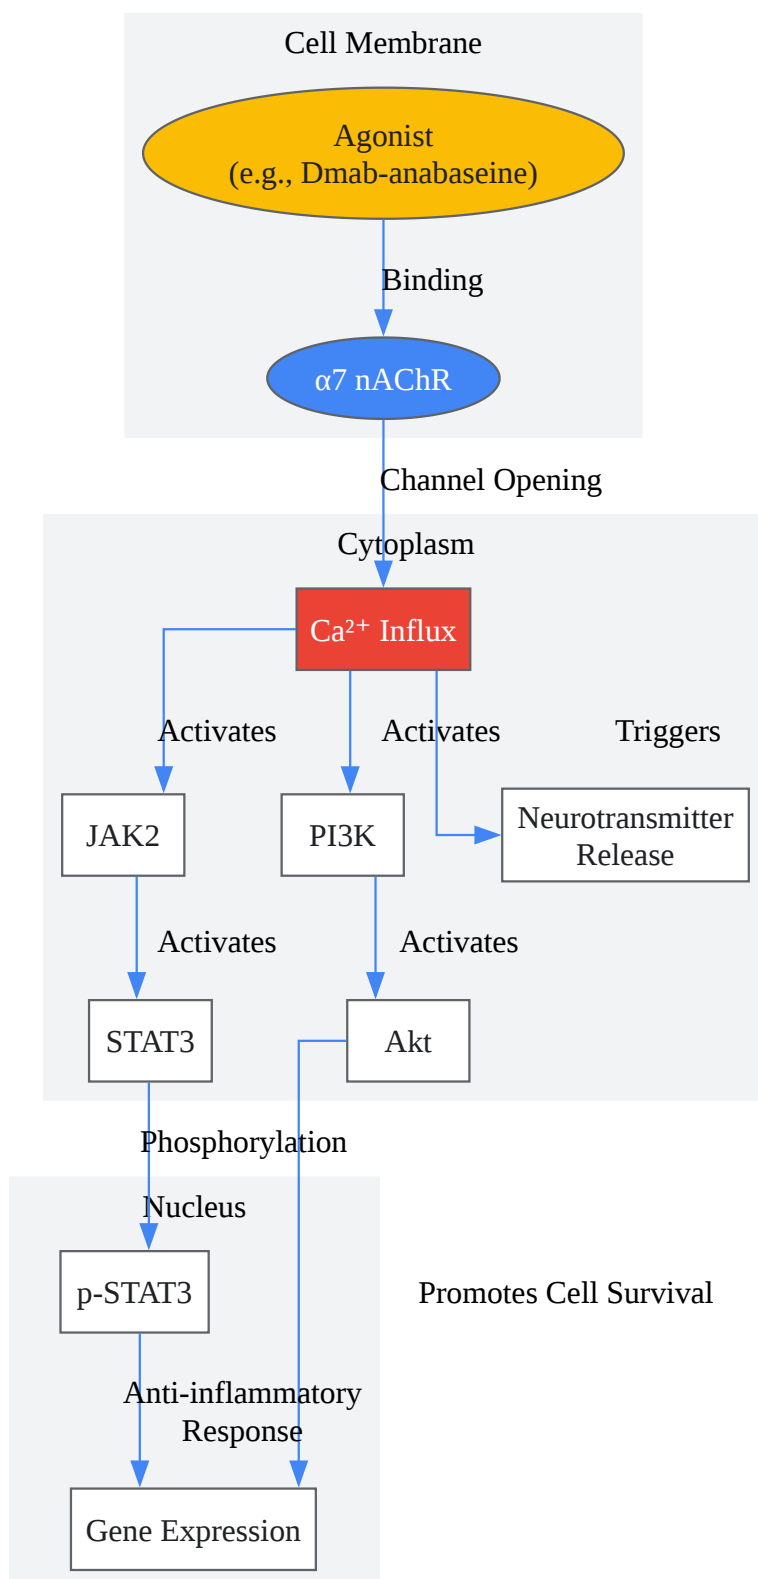 Cell Membrane
Agonist
(e.g., Dmab-anabaseine)
Binding
α7 nAChR
Channel Opening
Cytoplasm
Ca²⁺ Influx
Activates
Activates
Triggers
JAK2
PI3K
Neurotransmitter
Release
Activates
Activates
STAT3
Akt
Phosphorylation
Nucleus
p-STAT3
Promotes Cell Survival
Anti-inflammatory
Response
Gene Expression